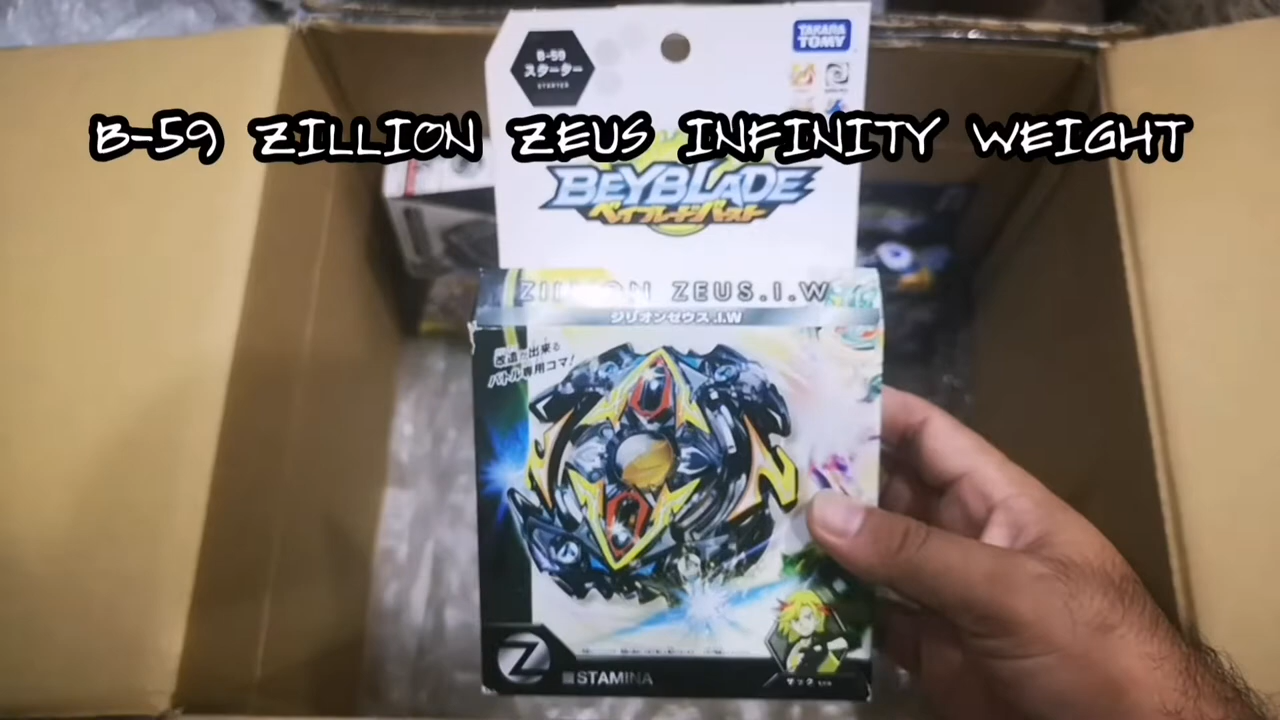 B-59
スターター
STARTER
TAKARA
TOMY
B-59 ZILLION ZEUS INFINITY WEIGHT
BEYBLADE
ベイブレードバースト
ZILLION ZEUS.I.W
ジリオンゼウス.I.W
改造が出来る
バトル専用コマ!
Z
STAMINA